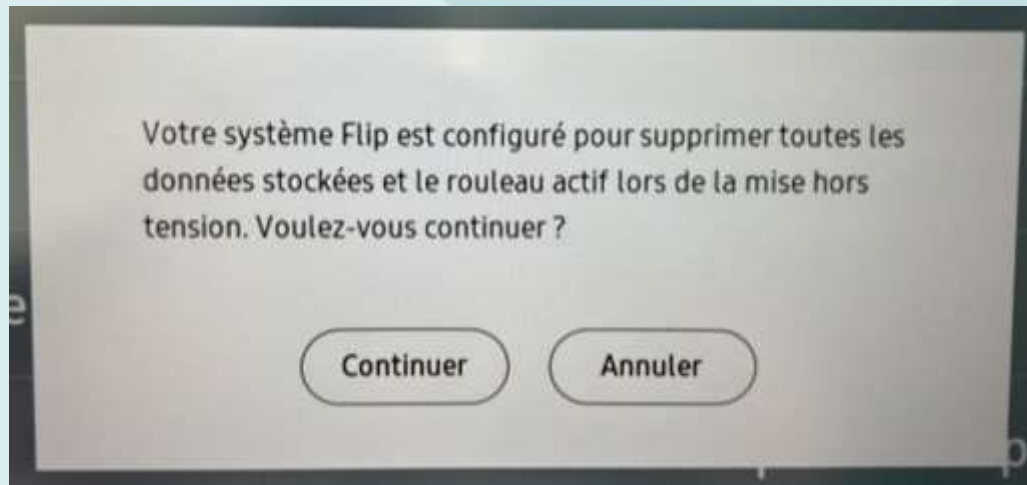 Votre système Flip est configuré pour supprimer toutes les
données stockées et le rouleau actif lors de la mise hors
tension. Voulez-vous continuer ?
e
Continuer
Annuler
p